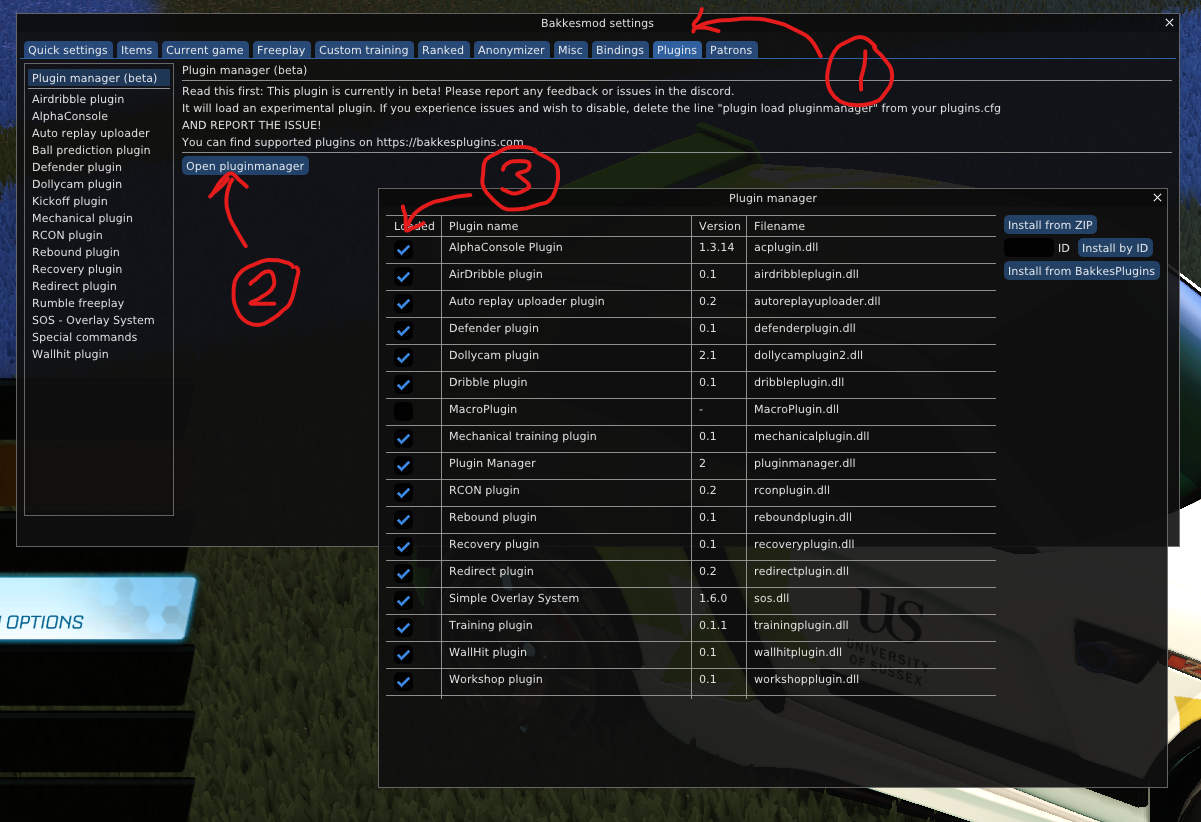 Bakkesmod settings
Quick settings Items Current game Freeplay Custom training Ranked Anonymizer Misc Bindings Plugins Patrons
1
Plugin manager (beta)
Airdribble plugin
AlphaConsole
Auto replay uploader
Ball prediction plugin
Defender plugin
Dollycam plugin
Kickoff plugin
Mechanical plugin
RCON plugin
Rebound plugin
Recovery plugin
Redirect plugin
Rumble freeplay
SOS - Overlay System
Special commands
Wallhit plugin
Plugin manager (beta)
Read this first: This plugin is currently in beta! Please report any feedback or issues in the discord.
It will load an experimental plugin. If you experience issues and wish to disable, delete the line "plugin load pluginmanager" from your plugins.cfg
AND REPORT THE ISSUE!
You can find supported plugins on https://bakkesplugins.com
Open pluginmanager
2
3
Plugin manager
Loaded Plugin name Version Filename
AlphaConsole Plugin 1.3.14 acplugin.dll
AirDribble plugin 0.1 airdribbleplugin.dll
Auto replay uploader plugin 0.2 autoreplayuploader.dll
Defender plugin 0.1 defenderplugin.dll
Dollycam plugin 2.1 dollycamplugin2.dll
Dribble plugin 0.1 dribbleplugin.dll
MacroPlugin - MacroPlugin.dll
Mechanical training plugin 0.1 mechanicalplugin.dll
Plugin Manager 2 pluginmanager.dll
RCON plugin 0.2 rconplugin.dll
Rebound plugin 0.1 reboundplugin.dll
Recovery plugin 0.1 recoveryplugin.dll
Redirect plugin 0.2 redirectplugin.dll
Simple Overlay System 1.6.0 sos.dll
Training plugin 0.1.1 trainingplugin.dll
WallHit plugin 0.1 wallhitplugin.dll
Workshop plugin 0.1 workshopplugin.dll
Install from ZIP
ID Install by ID
Install from BakkesPlugins
OPTIONS
US
UNIVERSITY
OF SUSSEX